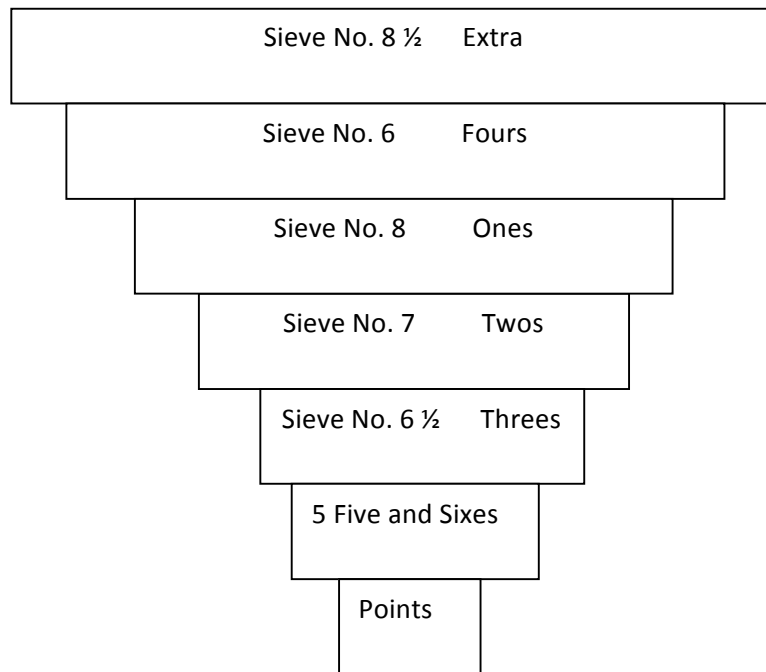 Sieve No. 8 ½ Extra
Sieve No. 6 Fours
Sieve No. 8 Ones
Sieve No. 7 Twos
Sieve No. 6 ½ Threes
5 Five and Sixes
Points